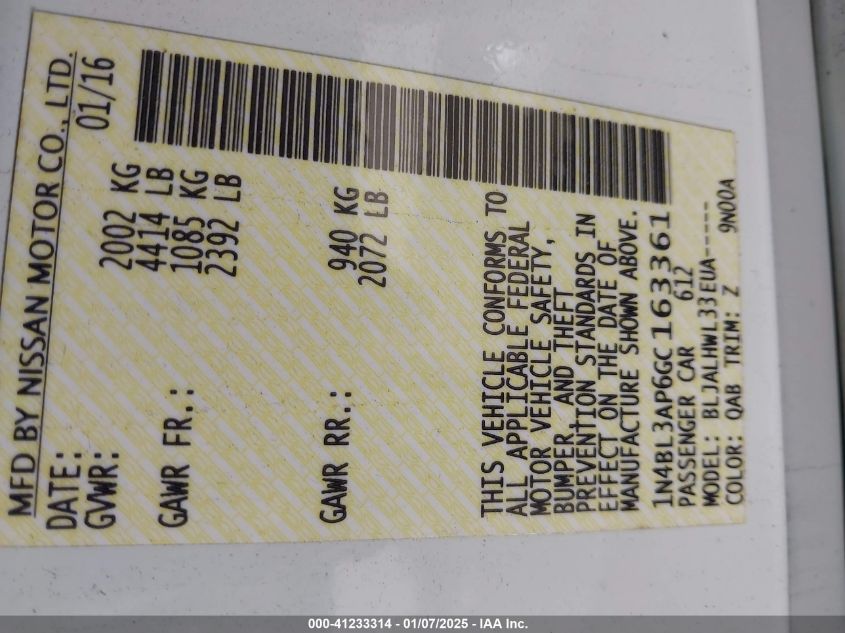 MFD BY NISSAN MOTOR CO., LTD.
DATE: 01/16
GVWR: 2002 KG
4414 LB
GAWR FR.: 1085 KG
2392 LB
GAWR RR.: 940 KG
2072 LB
THIS VEHICLE CONFORMS TO
ALL APPLICABLE FEDERAL
MOTOR VEHICLE SAFETY,
BUMPER, AND THEFT
PREVENTION STANDARDS IN
EFFECT ON THE DATE OF
MANUFACTURE SHOWN ABOVE.
1N4BL3AP6GC163361
PASSENGER CAR 612
MODEL: BLJALHWL33EUA-----
COLOR: QAB TRIM: Z 9N00A
000-41233314 - 01/07/2025 - IAA Inc.